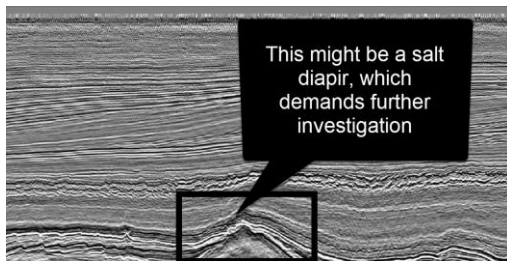 This might be a salt
diapir, which
demands further
investigation